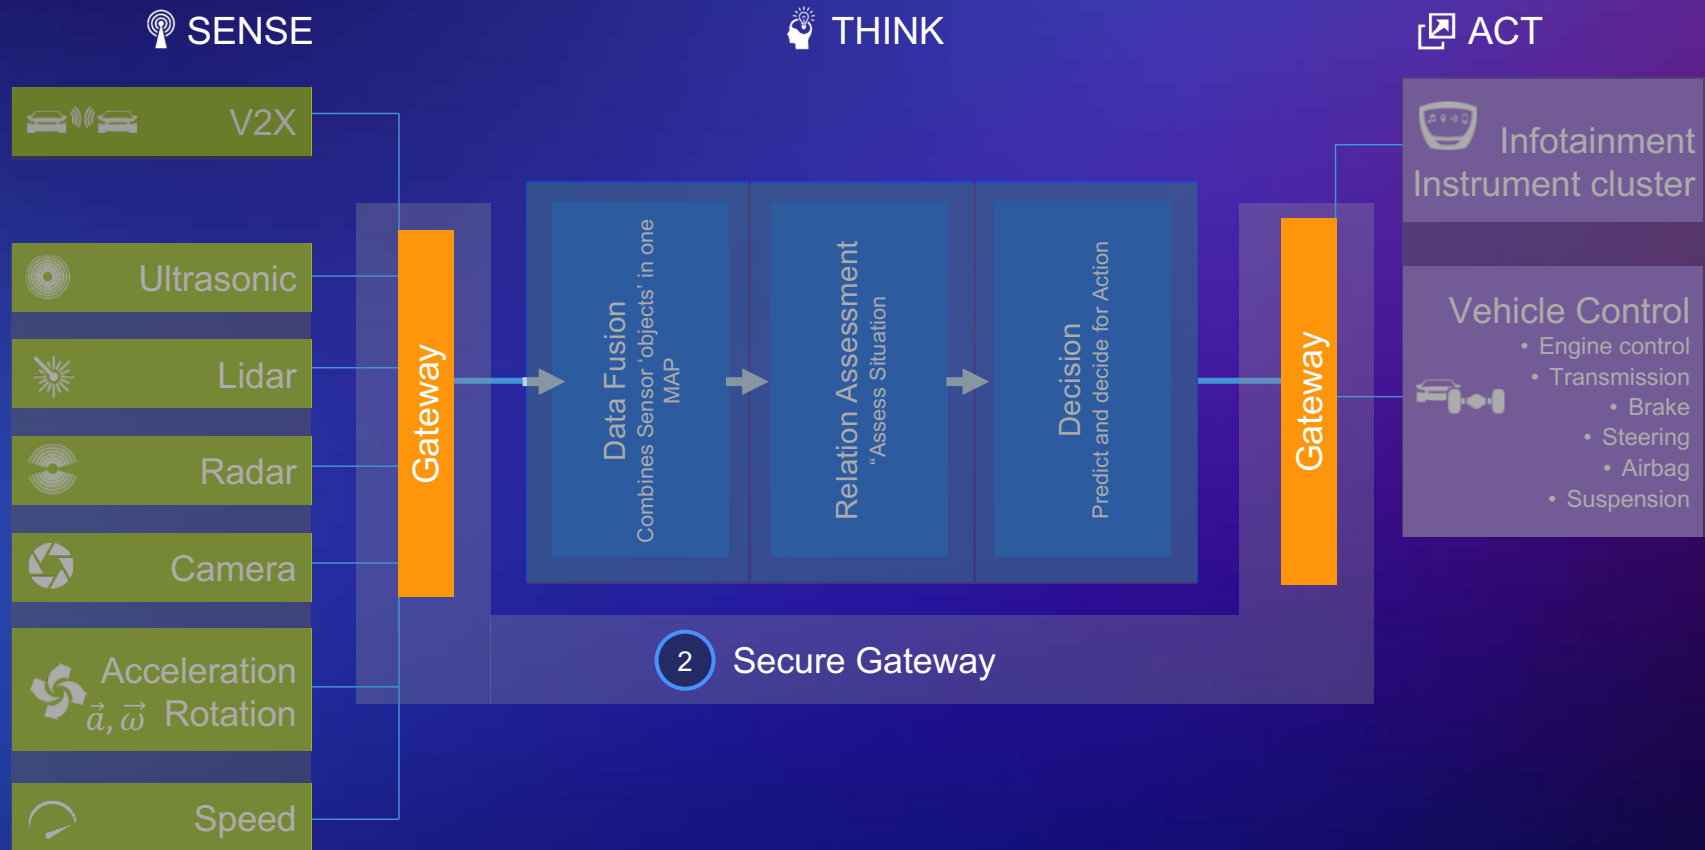 SENSE
THINK
ACT
V2X
Ultrasonic
Lidar
Radar
Camera
Acceleration
a⃗, ω⃗ Rotation
Speed
Gateway
Data Fusion
Combines Sensor ‘objects’ in one
MAP
Relation Assessment
“Assess Situation
Decision
Predict and decide for Action
Gateway
2 Secure Gateway
Infotainment
Instrument cluster
Vehicle Control
• Engine control
• Transmission
• Brake
• Steering
• Airbag
• Suspension